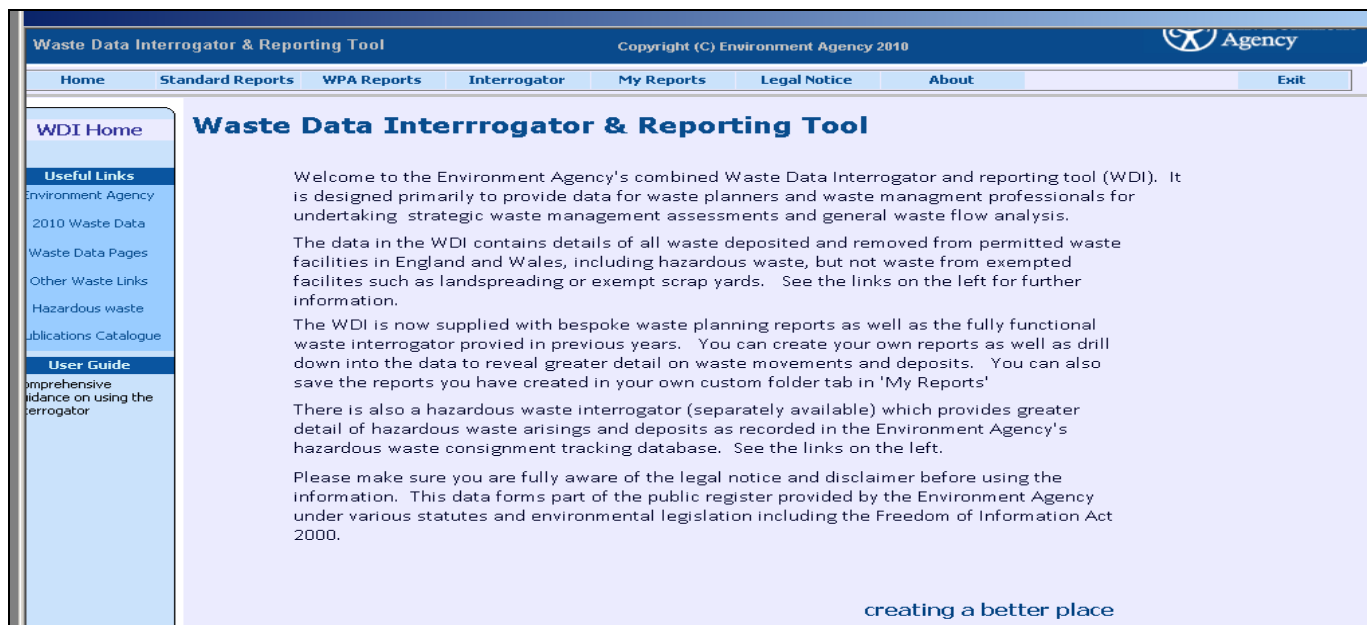 Waste Data Interrogator & Reporting Tool
Copyright (C) Environment Agency 2010
Agency
Home Standard Reports WPA Reports Interrogator My Reports Legal Notice About Exit
WDI Home
Useful Links
nvironment Agency
2010 Waste Data
Waste Data Pages
Other Waste Links
Hazardous waste
ublications Catalogue
User Guide
omprehensive
uidance on using the
terrogator
Waste Data Interrrogator & Reporting Tool
Welcome to the Environment Agency's combined Waste Data Interrogator and reporting tool (WDI). It
is designed primarily to provide data for waste planners and waste managment professionals for
undertaking strategic waste management assessments and general waste flow analysis.
The data in the WDI contains details of all waste deposited and removed from permitted waste
facilities in England and Wales, including hazardous waste, but not waste from exempted
facilites such as landspreading or exempt scrap yards. See the links on the left for further
information.
The WDI is now supplied with bespoke waste planning reports as well as the fully functional
waste interrogator provied in previous years. You can create your own reports as well as drill
down into the data to reveal greater detail on waste movements and deposits. You can also
save the reports you have created in your own custom folder tab in 'My Reports'
There is also a hazardous waste interrogator (separately available) which provides greater
detail of hazardous waste arisings and deposits as recorded in the Environment Agency's
hazardous waste consignment tracking database. See the links on the left.
Please make sure you are fully aware of the legal notice and disclaimer before using the
information. This data forms part of the public register provided by the Environment Agency
under various statutes and environmental legislation including the Freedom of Information Act
2000.
creating a better place